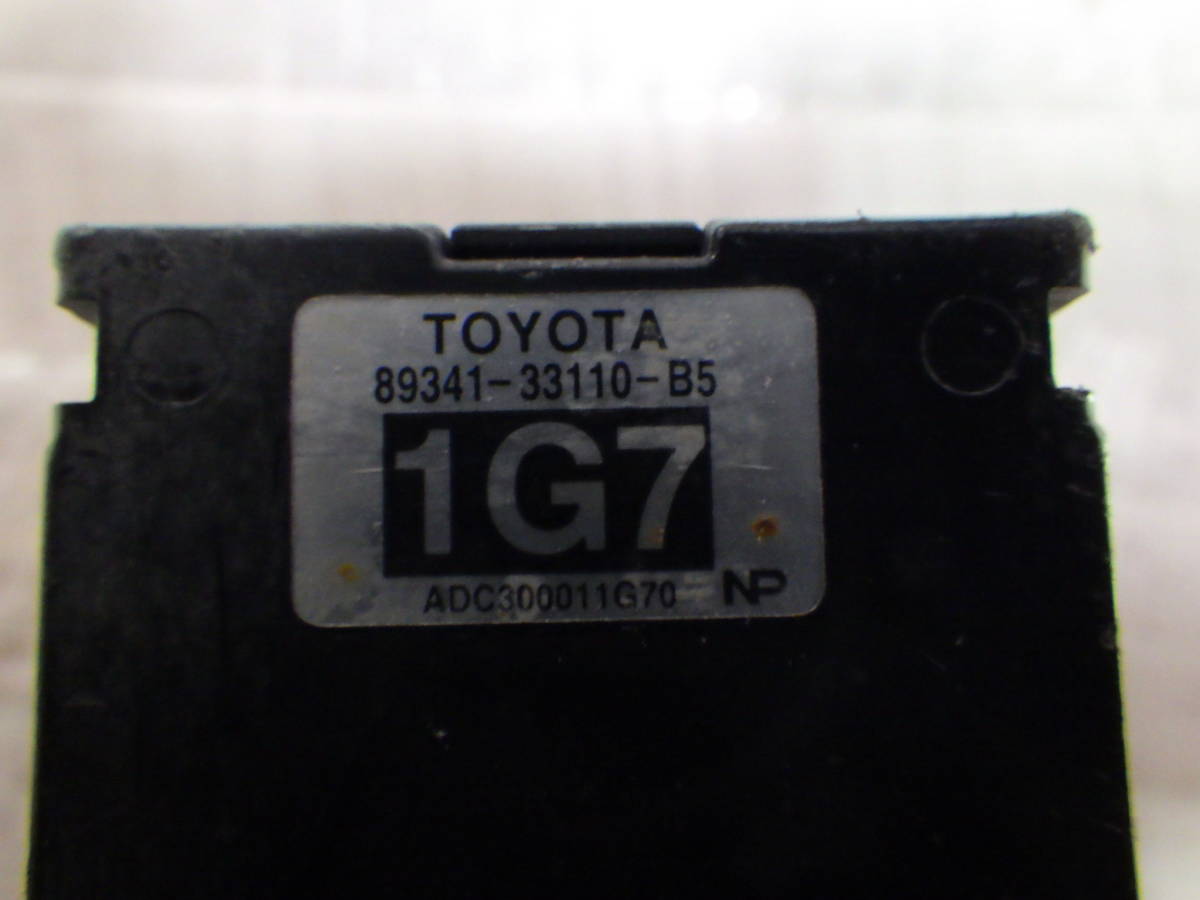 TOYOTA
89341-33110-B5
1G7
ADC300011G70 NP